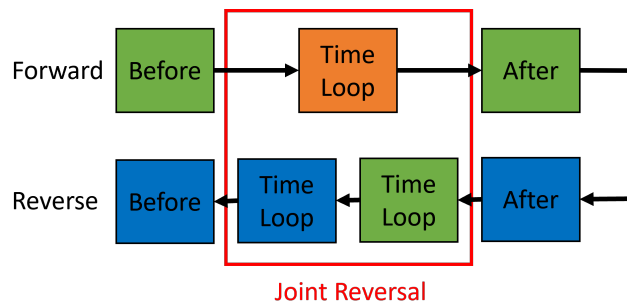 Forward
Before
Time
Loop
After
Reverse
Before
Time
Loop
Time
Loop
After
Joint Reversal